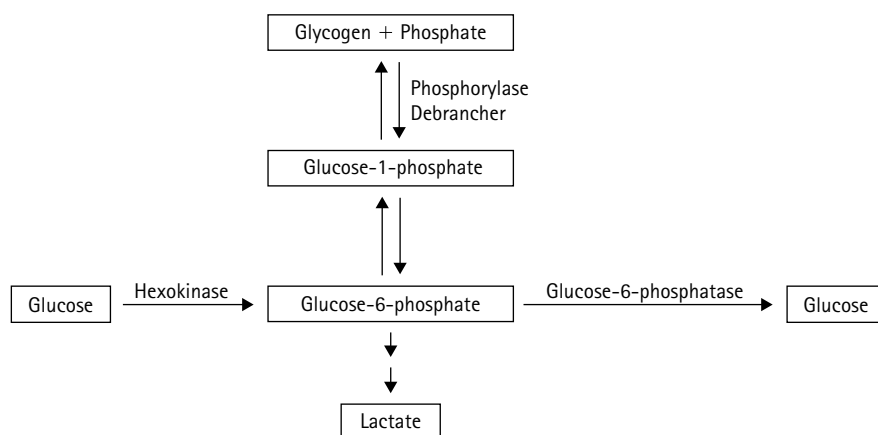 Glycogen + Phosphate
Phosphorylase
Debrancher
Glucose-1-phosphate
Glucose
Hexokinase
Glucose-6-phosphate
Glucose-6-phosphatase
Glucose
Lactate